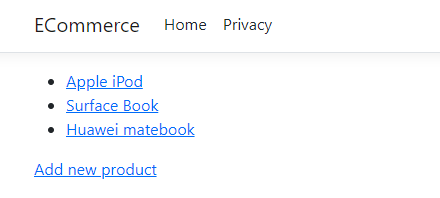 ECommerce Home Privacy
Apple iPod
Surface Book
Huawei matebook
Add new product